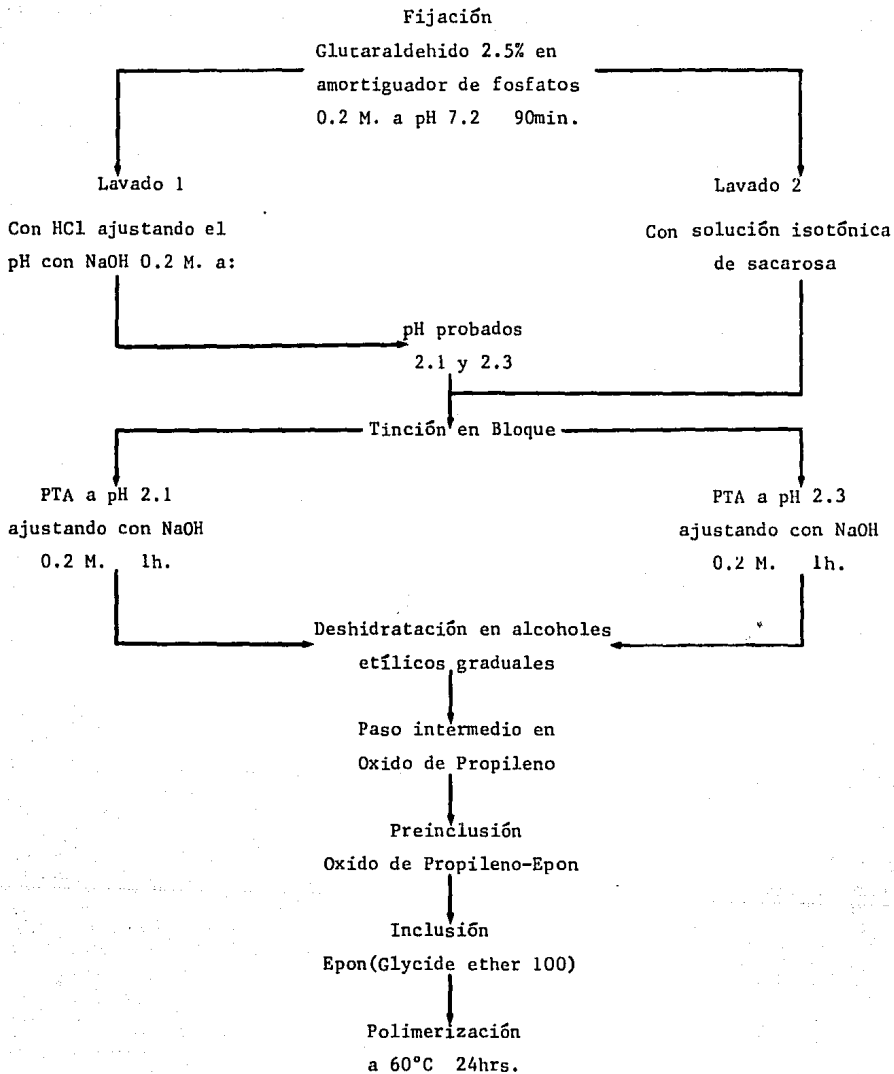 Fijación
Glutaraldehido 2.5% en
amortiguador de fosfatos
0.2 M. a pH 7.2 90min.
Lavado 1
Con HCl ajustando el
pH con NaOH 0.2 M. a:
Lavado 2
Con solución isotónica
de sacarosa
pH probados
2.1 y 2.3
Tinción en Bloque
PTA a pH 2.1
ajustando con NaOH
0.2 M. 1h.
PTA a pH 2.3
ajustando con NaOH
0.2 M. 1h.
Deshidratación en alcoholes
etílicos graduales
Paso intermedio en
Oxido de Propileno
Preinclusión
Oxido de Propileno-Epon
Inclusión
Epon(Glycide ether 100)
Polimerización
a 60°C 24hrs.